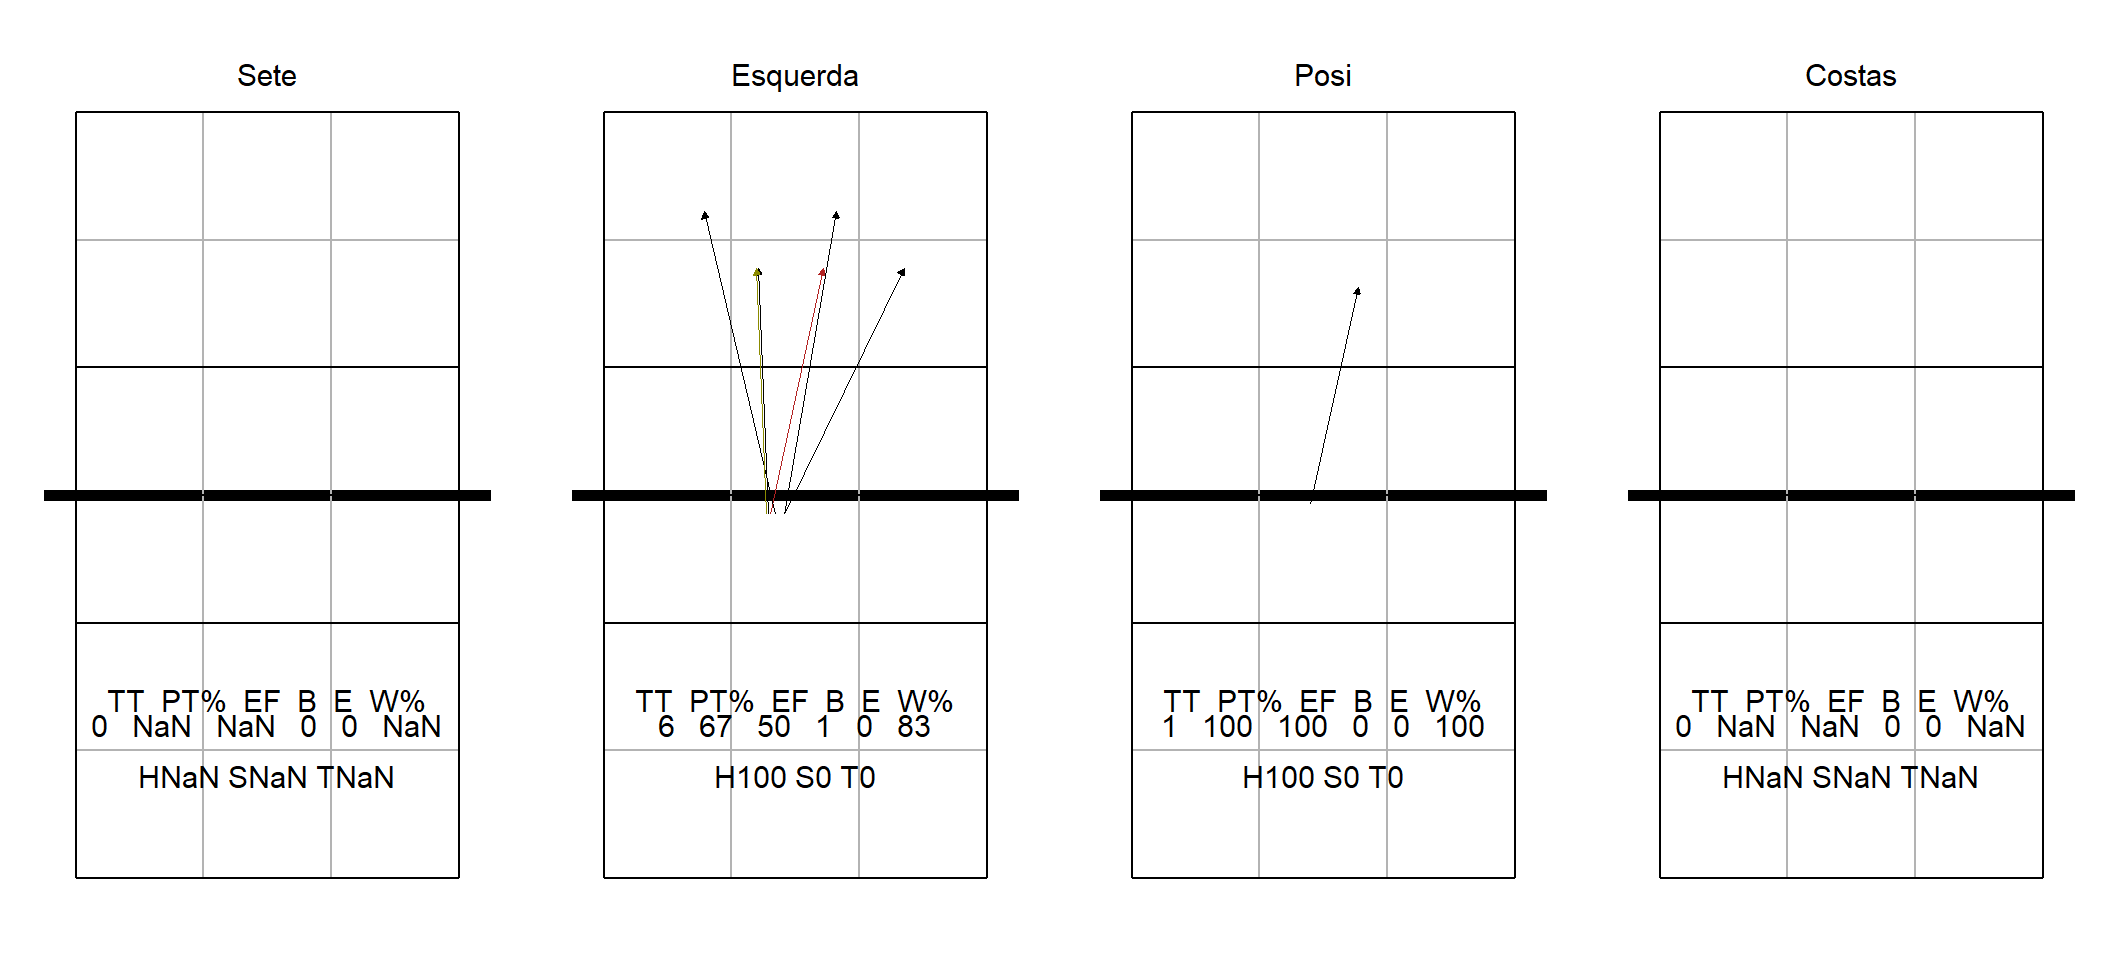 Sete
TT PT% EF B E W%
0 NaN NaN 0 0 NaN
HNaN SNaN TNaN
Esquerda
TT PT% EF B E W%
6 67 50 1 0 83
H100 S0 T0
Posi
TT PT% EF B E W%
1 100 100 0 0 100
H100 S0 T0
Costas
TT PT% EF B E W%
0 NaN NaN 0 0 NaN
HNaN SNaN TNaN